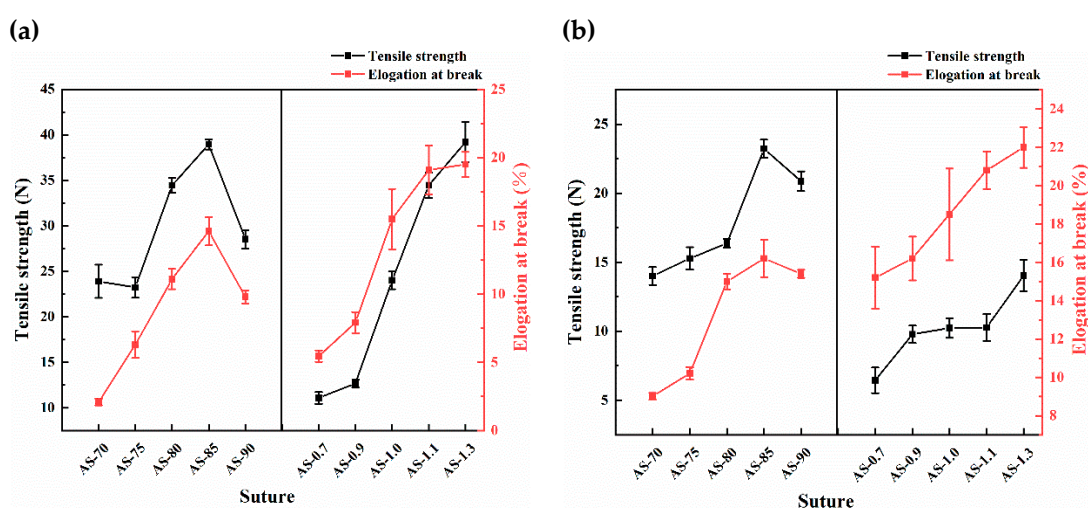 (a)
Tensile strength
Elogation at break
45
40
35
30
25
20
15
10
Tensile strength (N)
25
20
15
10
5
0
Elogation at break (%)
AS-70
AS-75
AS-80
AS-85
AS-90
AS-0.7
AS-0.9
AS-1.0
AS-1.1
AS-1.3
Suture
(b)
Tensile strength
Elogation at break
25
20
15
10
5
Tensile strength (N)
24
22
20
18
16
14
12
10
8
Elogation at break (%)
AS-70
AS-75
AS-80
AS-85
AS-90
AS-0.7
AS-0.9
AS-1.0
AS-1.1
AS-1.3
Suture